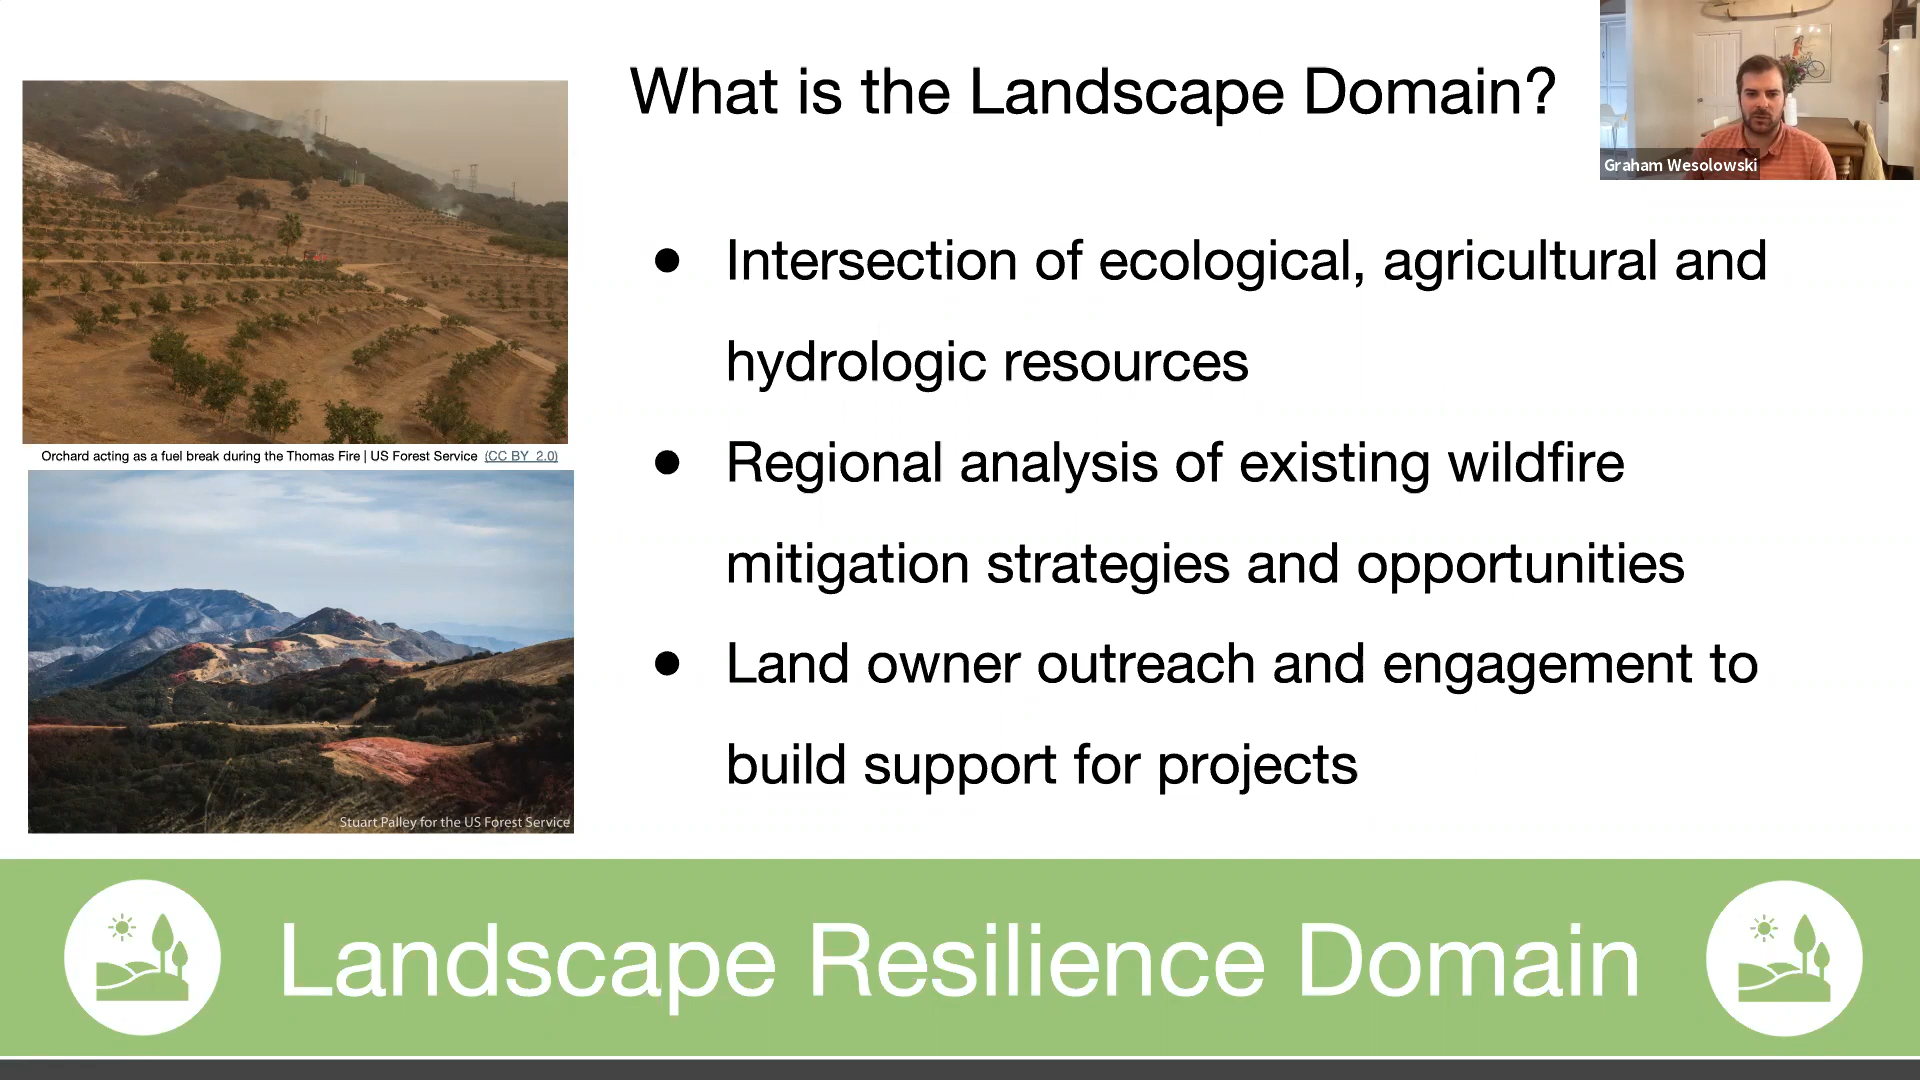 What is the Landscape Domain?
Graham Wesolowski
● Intersection of ecological, agricultural and
hydrologic resources
● Regional analysis of existing wildfire
mitigation strategies and opportunities
● Land owner outreach and engagement to
build support for projects
Orchard acting as a fuel break during the Thomas Fire | US Forest Service (CC BY 2.0)
Stuart Palley for the US Forest Service
Landscape Resilience Domain